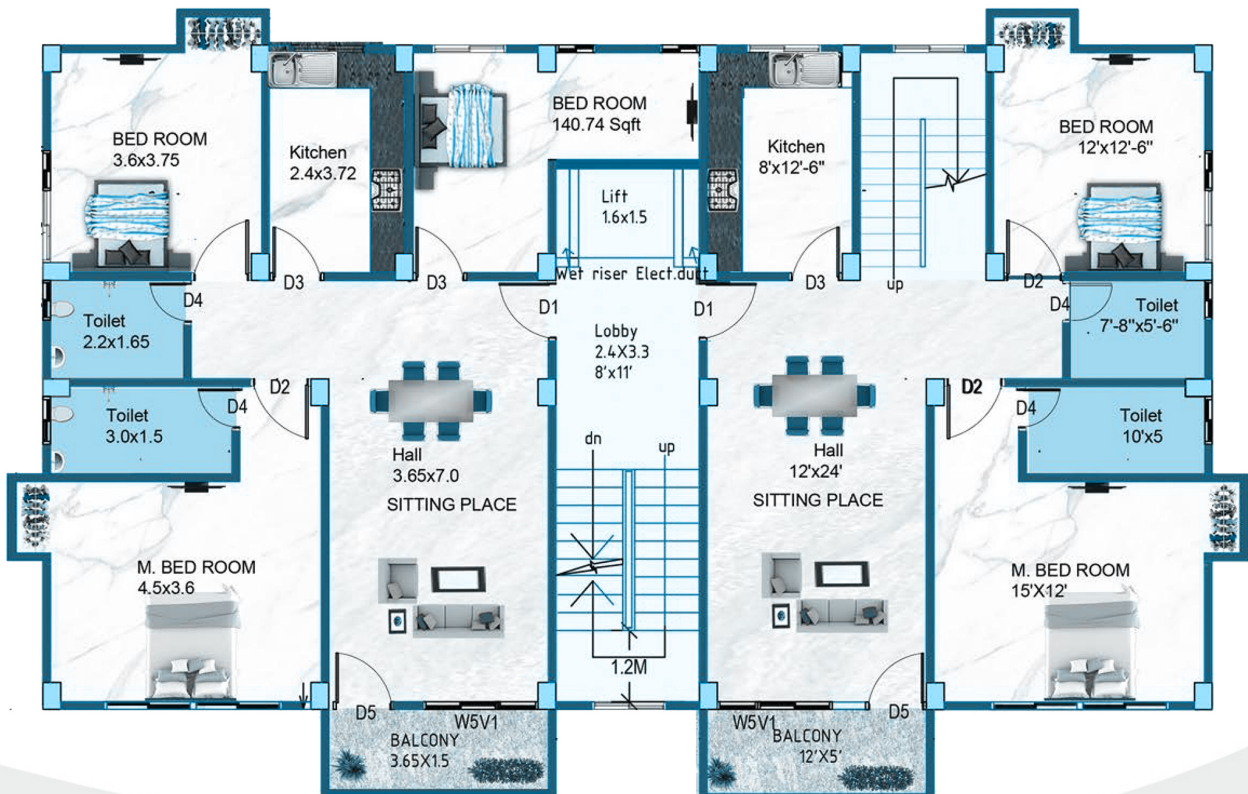 BED ROOM
3.6x3.75
Kitchen
2.4x3.72
BED ROOM
140.74 Sqft
Lift
1.6x1.5
Kitchen
8'x12'-6"
BED ROOM
12'x12'-6"
Wet riser Elect.dukt
up
D3
D3
D3
D2
D4
D4
D1
D1
Toilet
2.2x1.65
Lobby
2.4X3.3
8'x11'
Toilet
7'-8"x5'-6"
D2
D2
D4
D4
Toilet
3.0x1.5
Toilet
10'x5
dn
up
Hall
3.65x7.0
SITTING PLACE
Hall
12'x24'
SITTING PLACE
M. BED ROOM
4.5x3.6
M. BED ROOM
15'X12'
1.2M
D5
W5V1
W5V1
D5
BALCONY
3.65X1.5
BALCONY
12'X5'